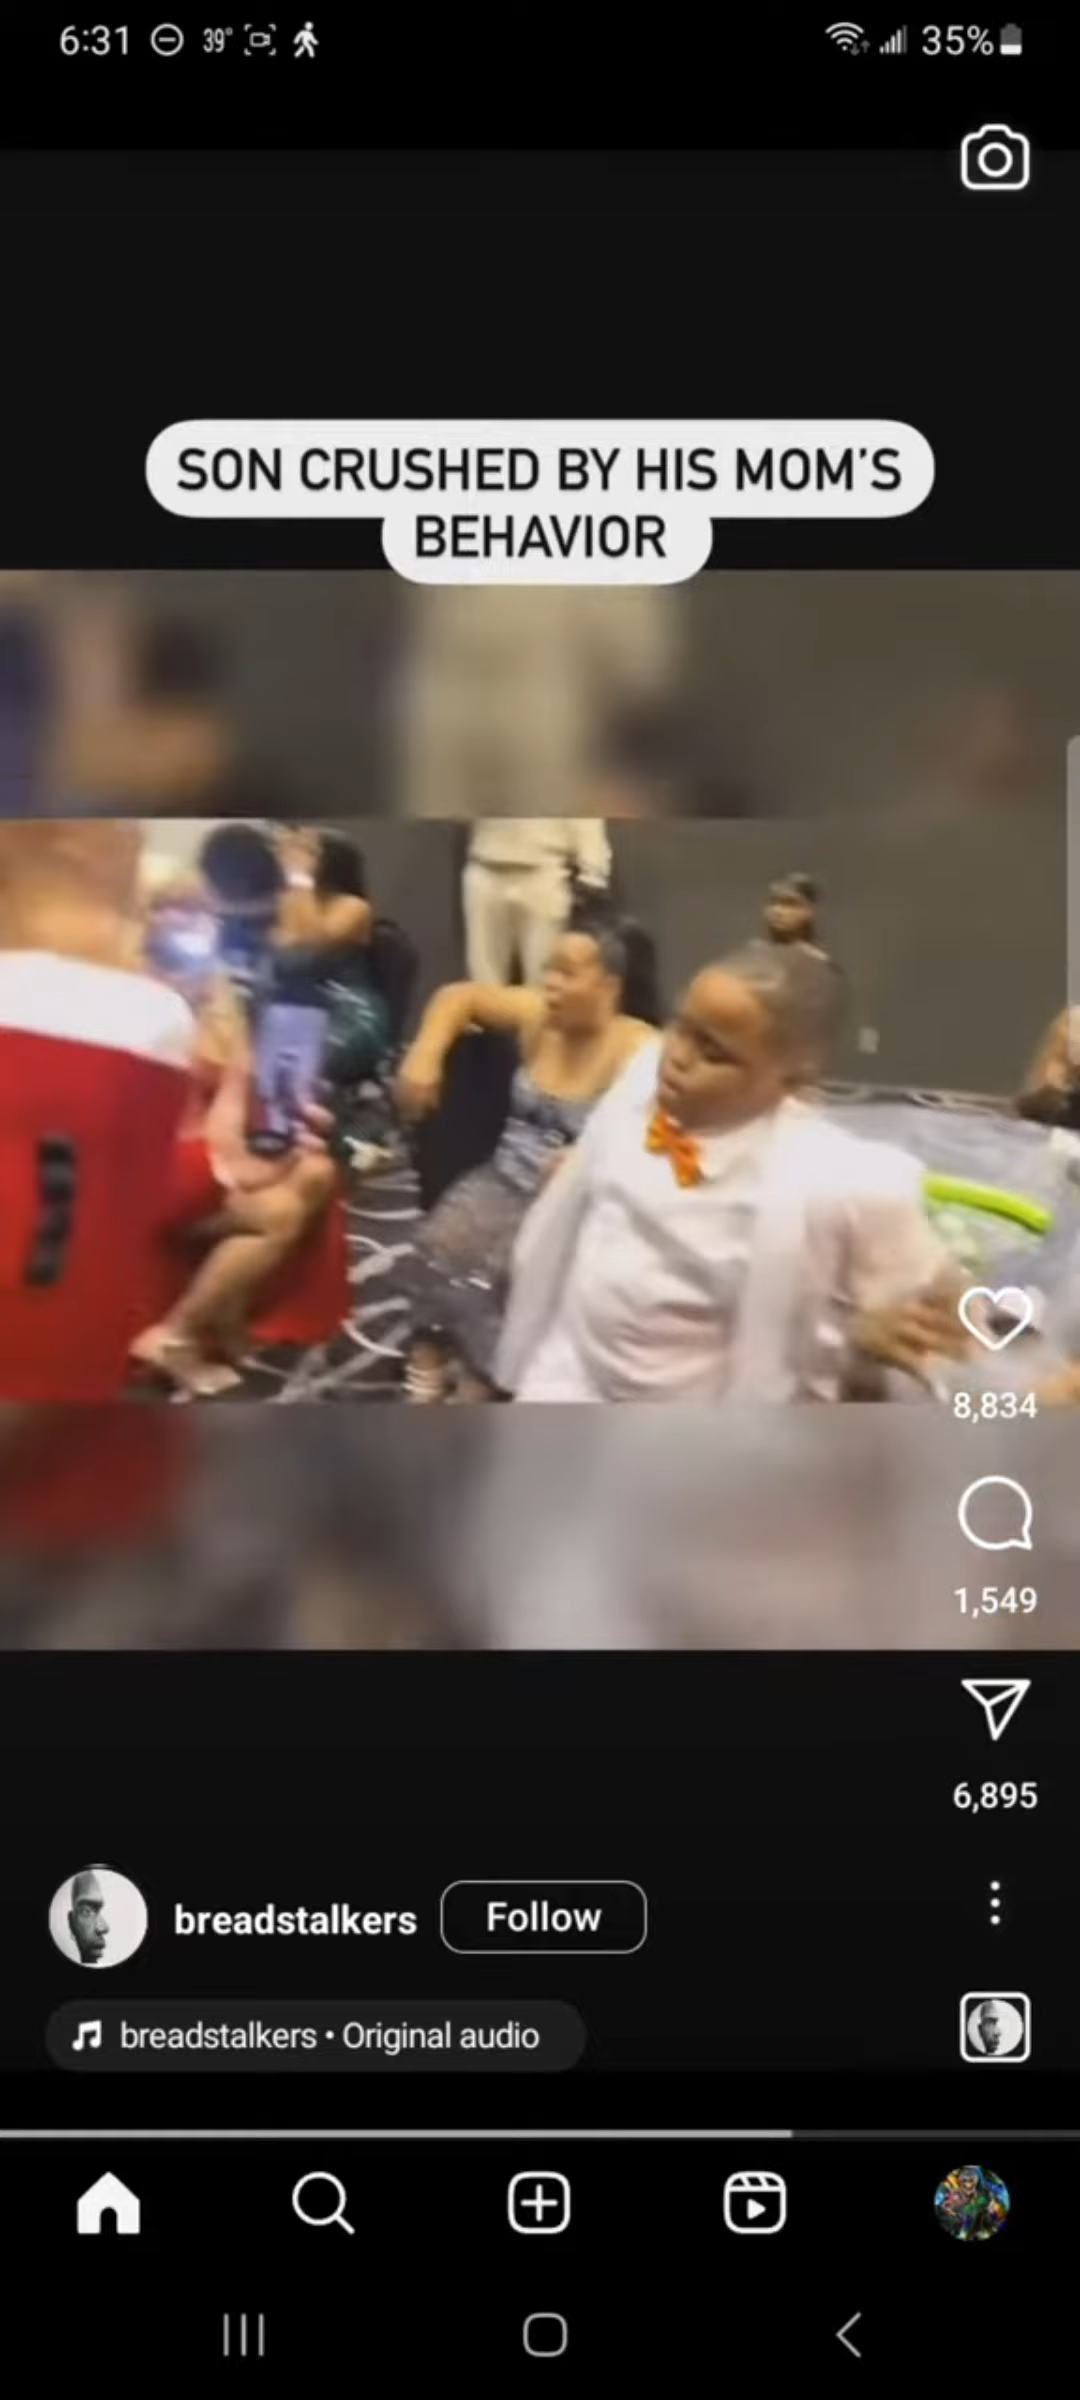 6:31 39° 35%
SON CRUSHED BY HIS MOM'S
BEHAVIOR
8,834
1,549
6,895
breadstalkers Follow
breadstalkers • Original audio